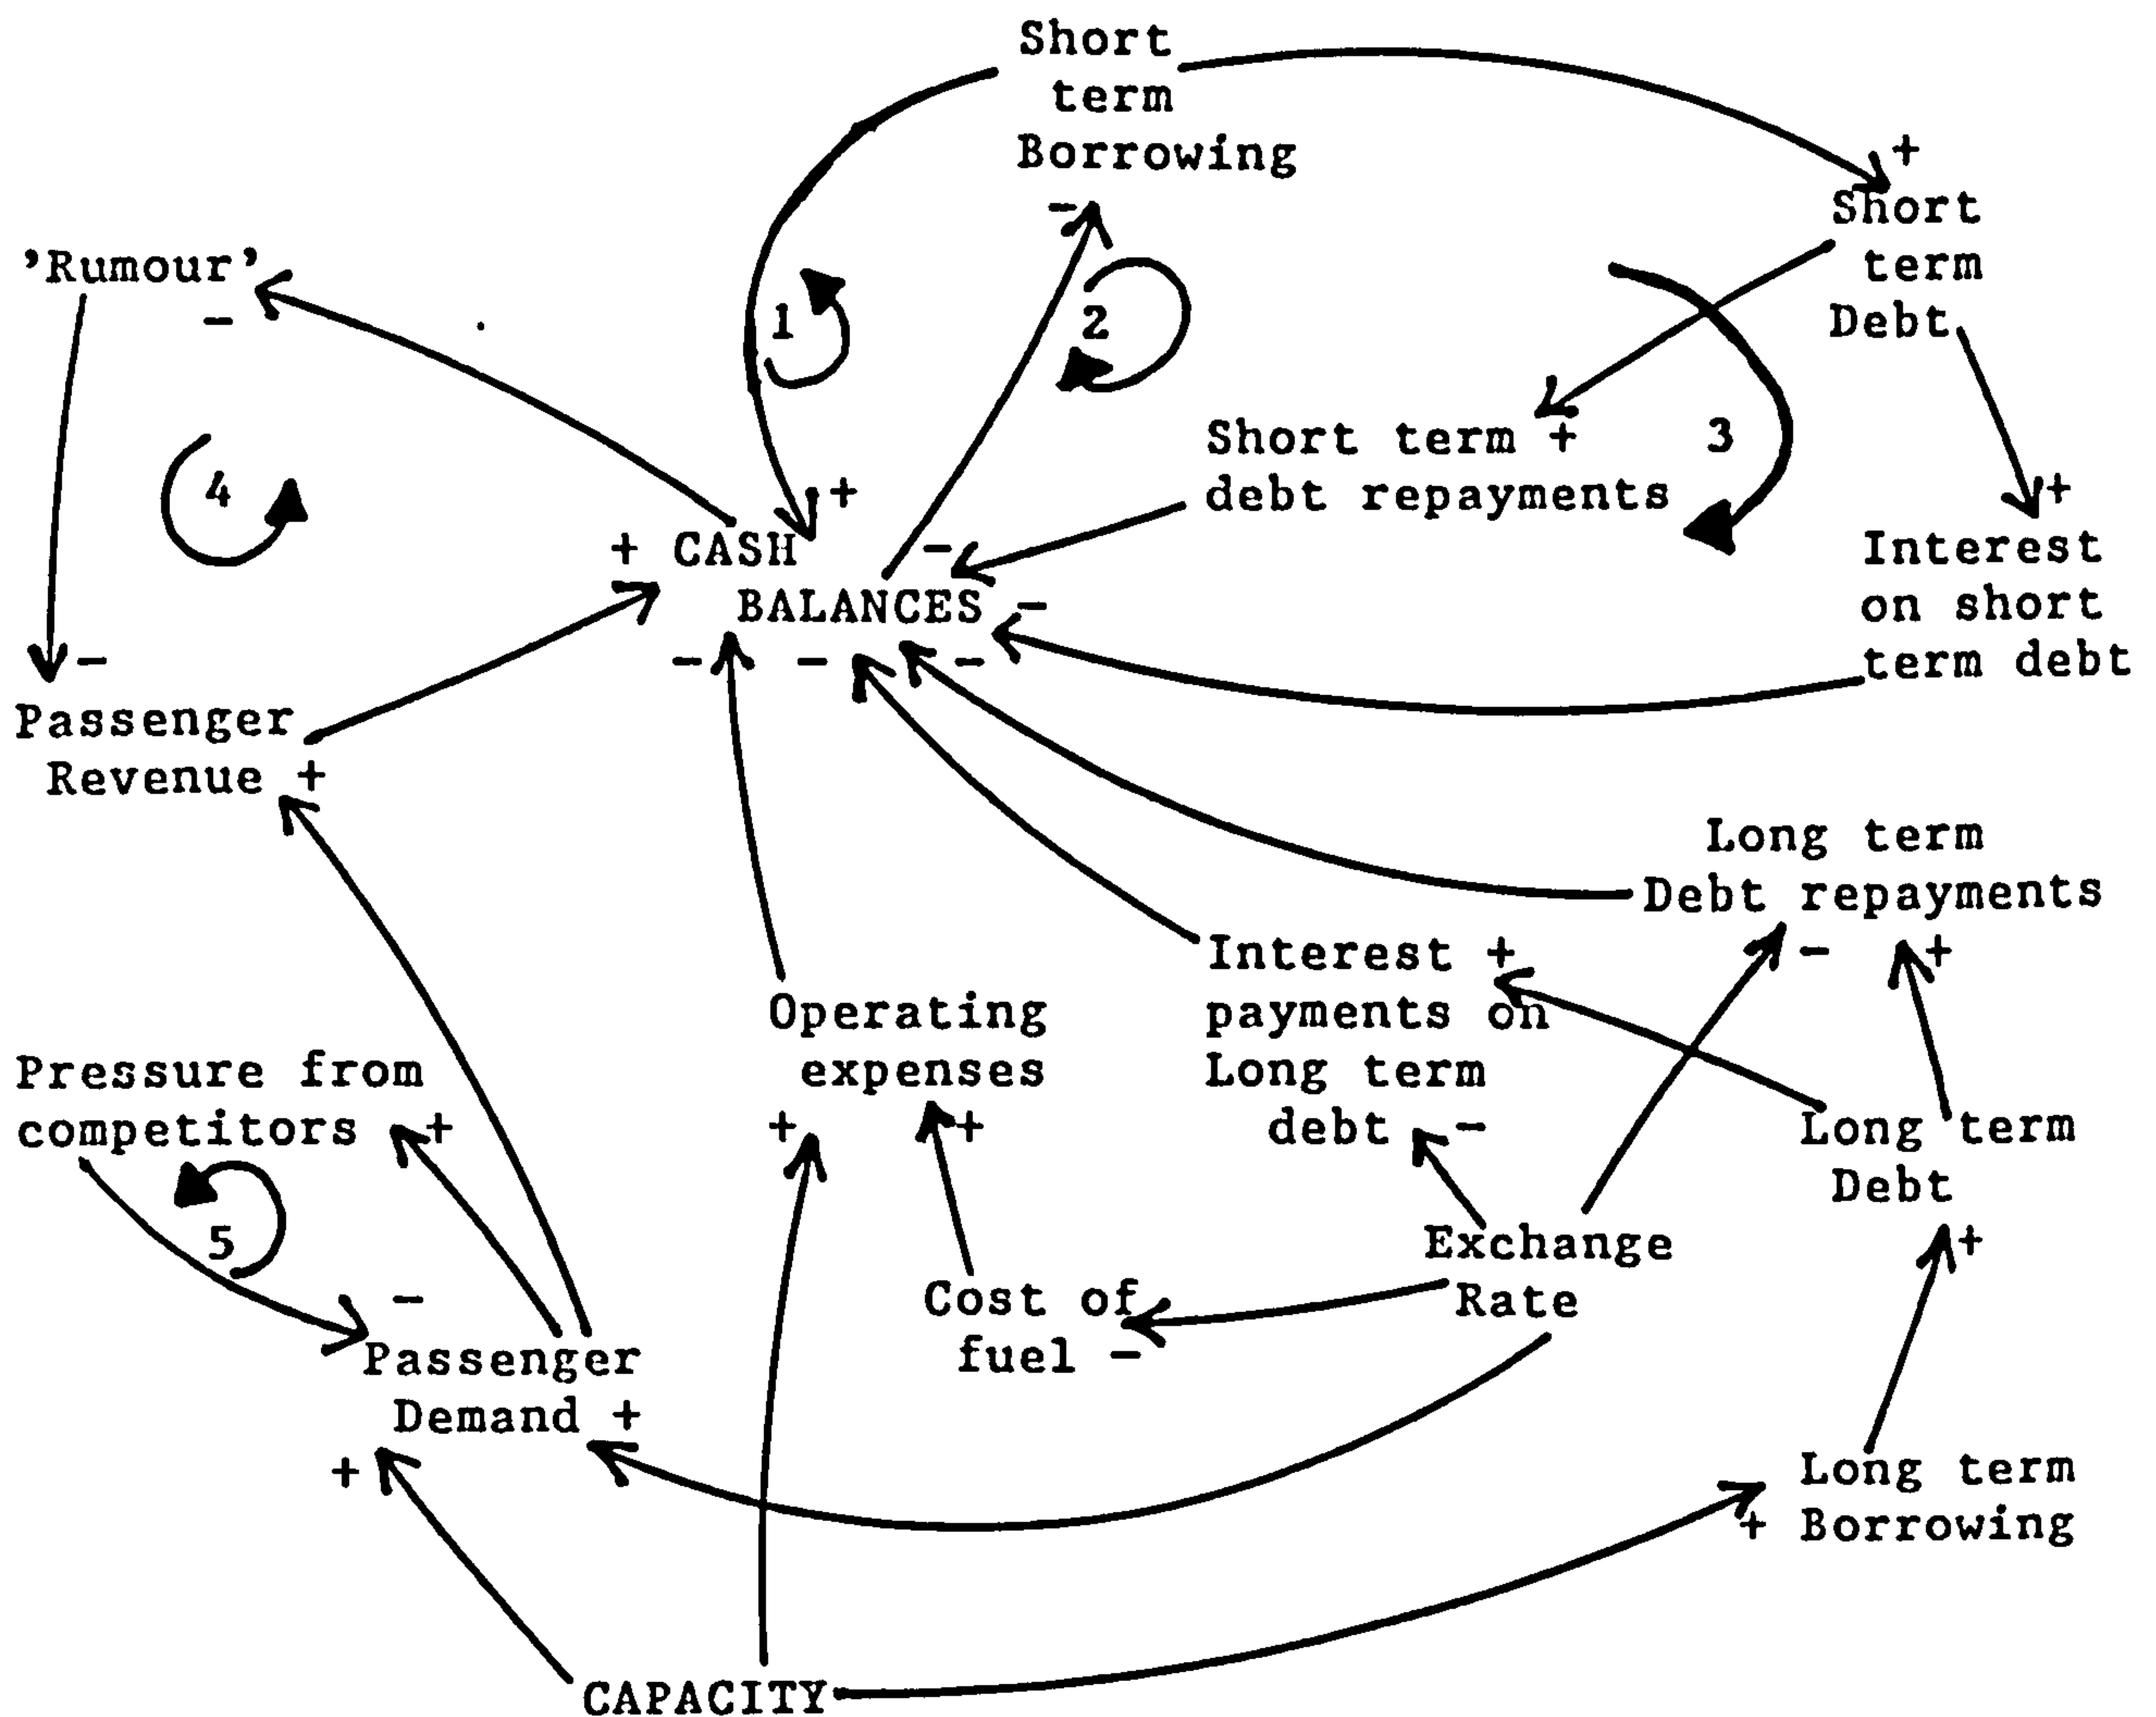 Short
term
Borrowing
-
+
Short
term
Debt
'Rumour'
-
1
2
3
4
Short term +
debt repayments
+
Interest
on short
term debt
+
+ CASH -
BALANCES -
- - -
-
Passenger
Revenue +
Long term
Debt repayments
- +
Interest +
payments on
Long term
debt -
Operating
expenses
+ +
Pressure from
competitors +
5
-
Passenger
Demand +
+
Cost of
fuel -
Exchange
Rate
Long term
Debt
+
Long term
+ Borrowing
CAPACITY